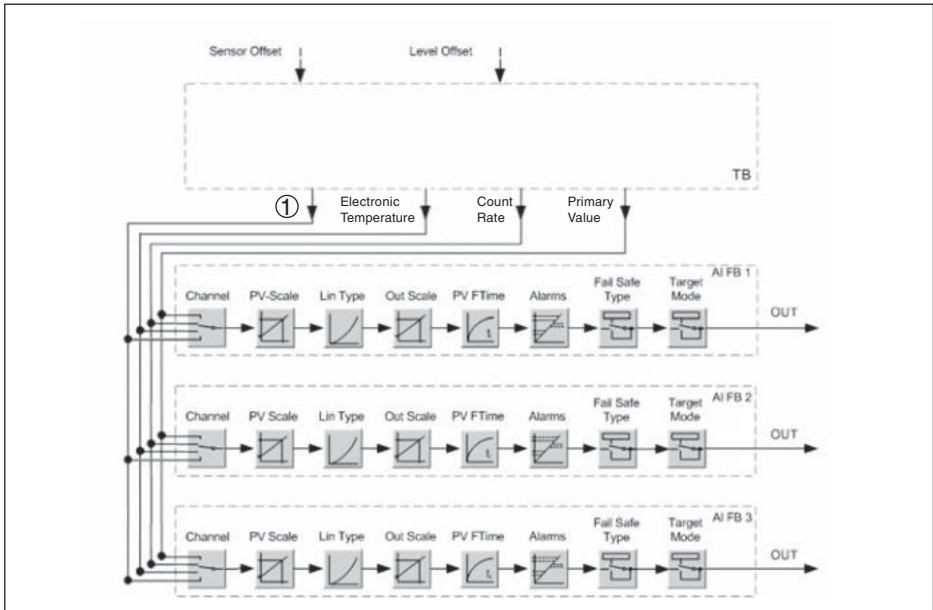 Sensor Offset Level Offset
TB
① Electronic Temperature Count Rate Primary Value
AI FB 1
Channel PV-Scale Lin Type Out Scale PV FTime Alarms Fail Safe Type Target Mode OUT
t
AI FB 2
Channel PV Scale Lin Type Out Scale PV FTime Alarms Fail Safe Type Target Mode OUT
t
AI FB 3
Channel PV Scale Lin Type Out Scale PV FTime Alarms Fail Safe Type Target Mode OUT
t